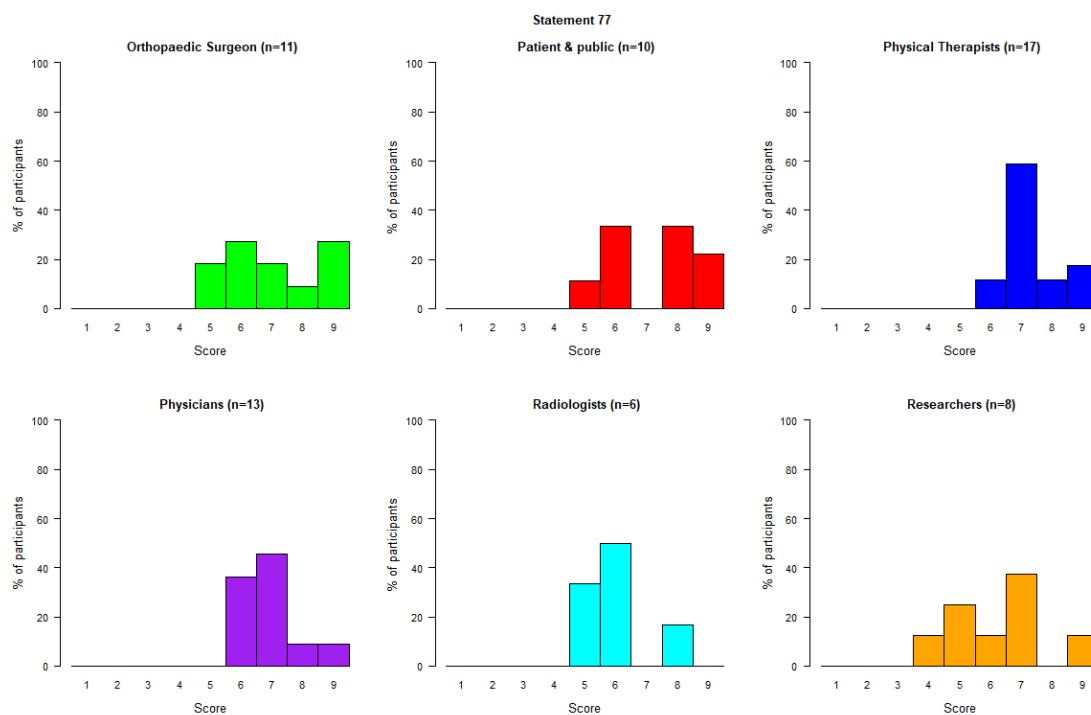 Statement 77
Orthopaedic Surgeon (n=11)
100
80
60
40
20
0
% of participants
1 2 3 4 5 6 7 8 9
Score
Patient & public (n=10)
100
80
60
40
20
0
% of participants
1 2 3 4 5 6 7 8 9
Score
Physical Therapists (n=17)
100
80
60
40
20
0
% of participants
1 2 3 4 5 6 7 8 9
Score
Physicians (n=13)
100
80
60
40
20
0
% of participants
1 2 3 4 5 6 7 8 9
Score
Radiologists (n=6)
100
80
60
40
20
0
% of participants
1 2 3 4 5 6 7 8 9
Score
Researchers (n=8)
100
80
60
40
20
0
% of participants
1 2 3 4 5 6 7 8 9
Score